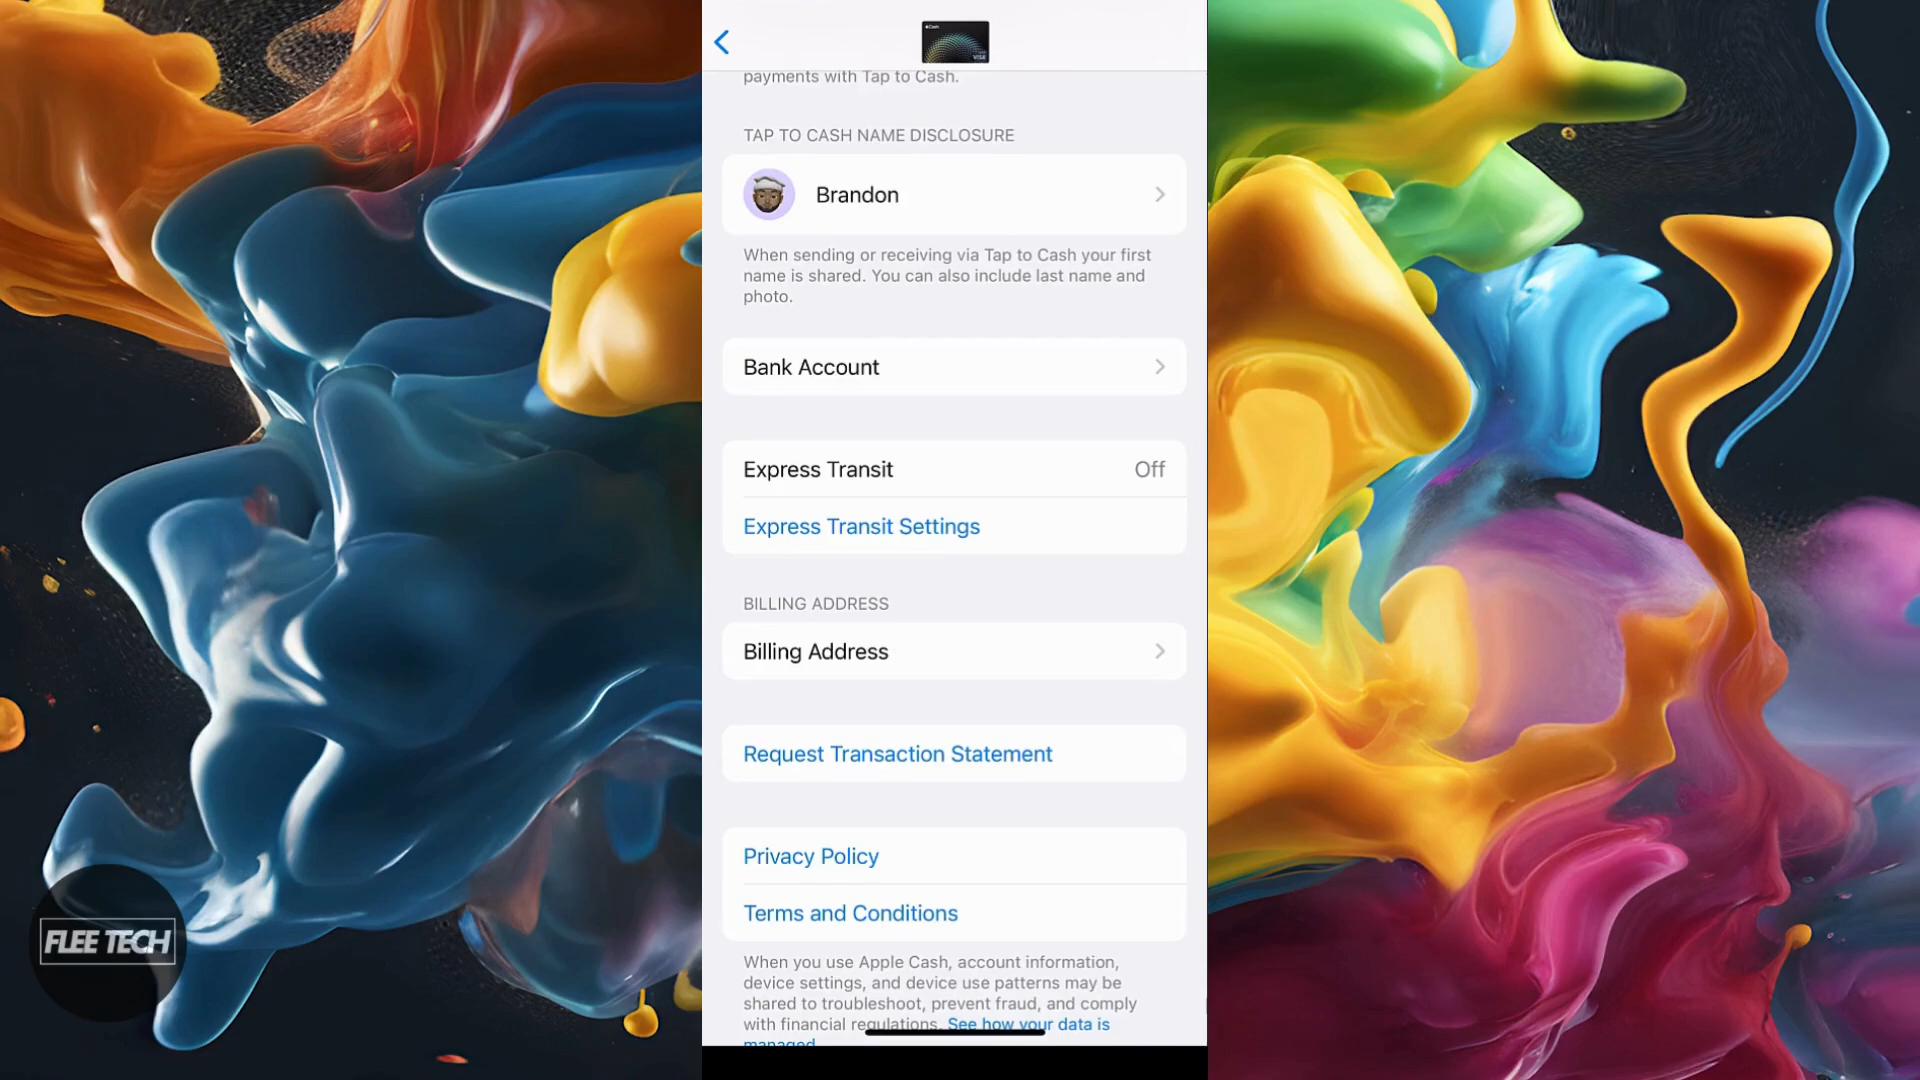 Cash
VISA
payments with Tap to Cash.
TAP TO CASH NAME DISCLOSURE
Brandon
When sending or receiving via Tap to Cash your first
name is shared. You can also include last name and
photo.
Bank Account
Express Transit Off
Express Transit Settings
BILLING ADDRESS
Billing Address
Request Transaction Statement
Privacy Policy
Terms and Conditions
When you use Apple Cash, account information,
device settings, and device use patterns may be
shared to troubleshoot, prevent fraud, and comply
with financial regulations. See how your data is
managed
FLEE TECH